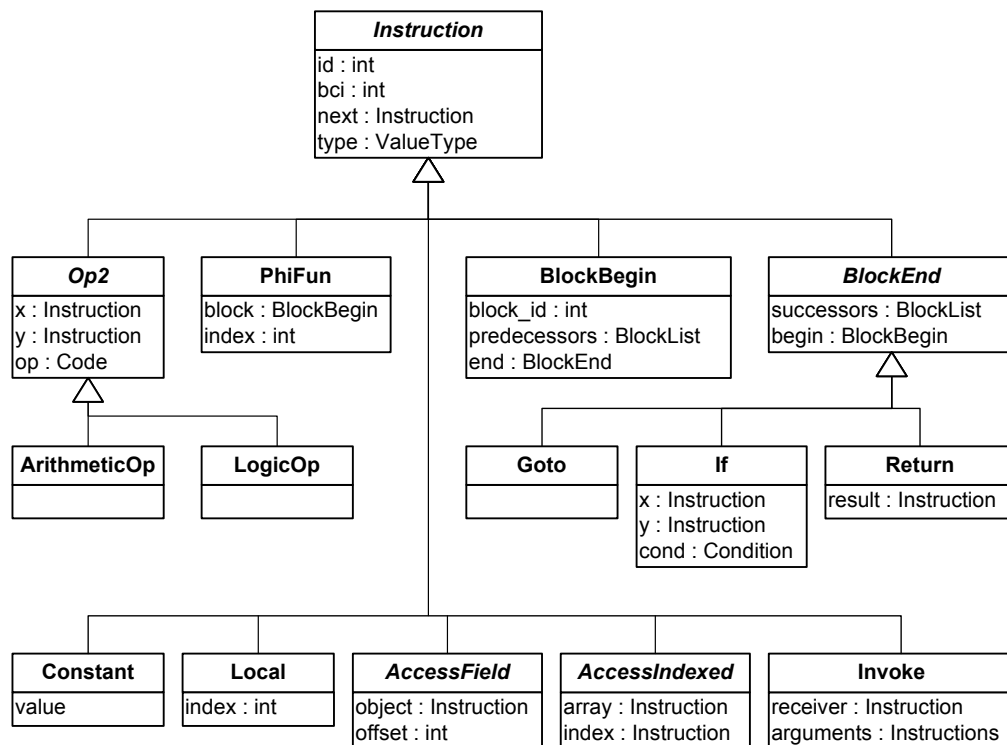 Instruction
id : int
bci : int
next : Instruction
type : ValueType
Op2
x : Instruction
y : Instruction
op : Code
PhiFun
block : BlockBegin
index : int
BlockBegin
block_id : int
predecessors : BlockList
end : BlockEnd
BlockEnd
successors : BlockList
begin : BlockBegin
ArithmeticOp
LogicOp
Goto
If
x : Instruction
y : Instruction
cond : Condition
Return
result : Instruction
Constant
value
Local
index : int
AccessField
object : Instruction
offset : int
AccessIndexed
array : Instruction
index : Instruction
Invoke
receiver : Instruction
arguments : Instructions